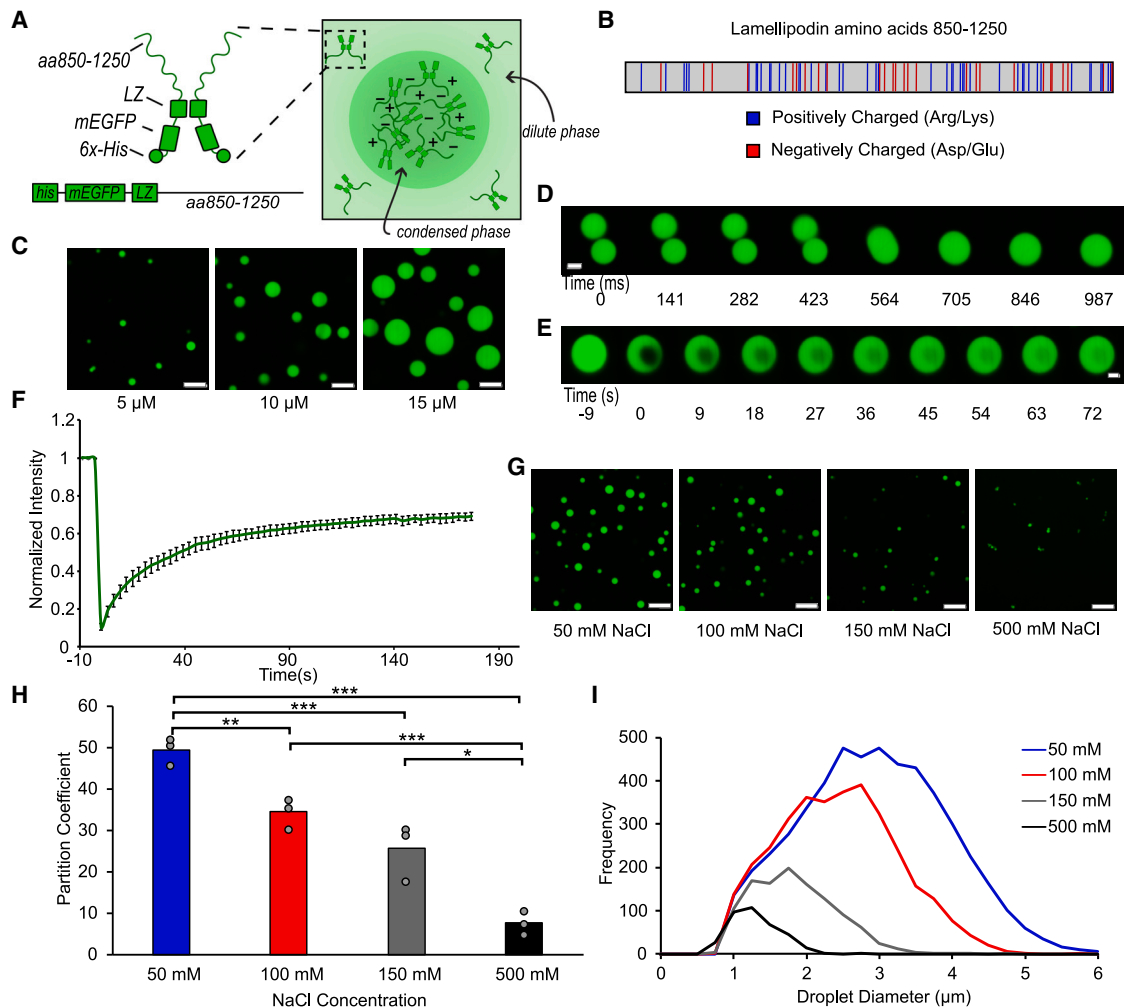 A
aa850-1250
LZ
mEGFP
6x-His
his mEGFP LZ
aa850-1250
dilute phase
condensed phase
B
Lamellipodin amino acids 850-1250
Positively Charged (Arg/Lys)
Negatively Charged (Asp/Glu)
C
5 µM 10 µM 15 µM
D
Time (ms)
0 141 282 423 564 705 846 987
E
Time (s)
-9 0 9 18 27 36 45 54 63 72
F
1.2
1
0.8
0.6
0.4
0.2
0
Normalized Intensity
-10 40 90 140 190
Time(s)
G
50 mM NaCl 100 mM NaCl 150 mM NaCl 500 mM NaCl
H
***
***
**
***
*
60
50
40
30
20
10
0
Partition Coefficient
50 mM 100 mM 150 mM 500 mM
NaCl Concentration
I
500
400
300
200
100
0
Frequency
50 mM
100 mM
150 mM
500 mM
0 1 2 3 4 5 6
Droplet Diameter (µm)